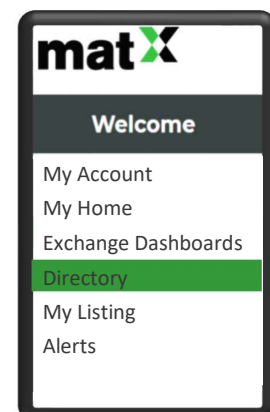 matX
Welcome
My Account
My Home
Exchange Dashboards
Directory
My Listing
Alerts